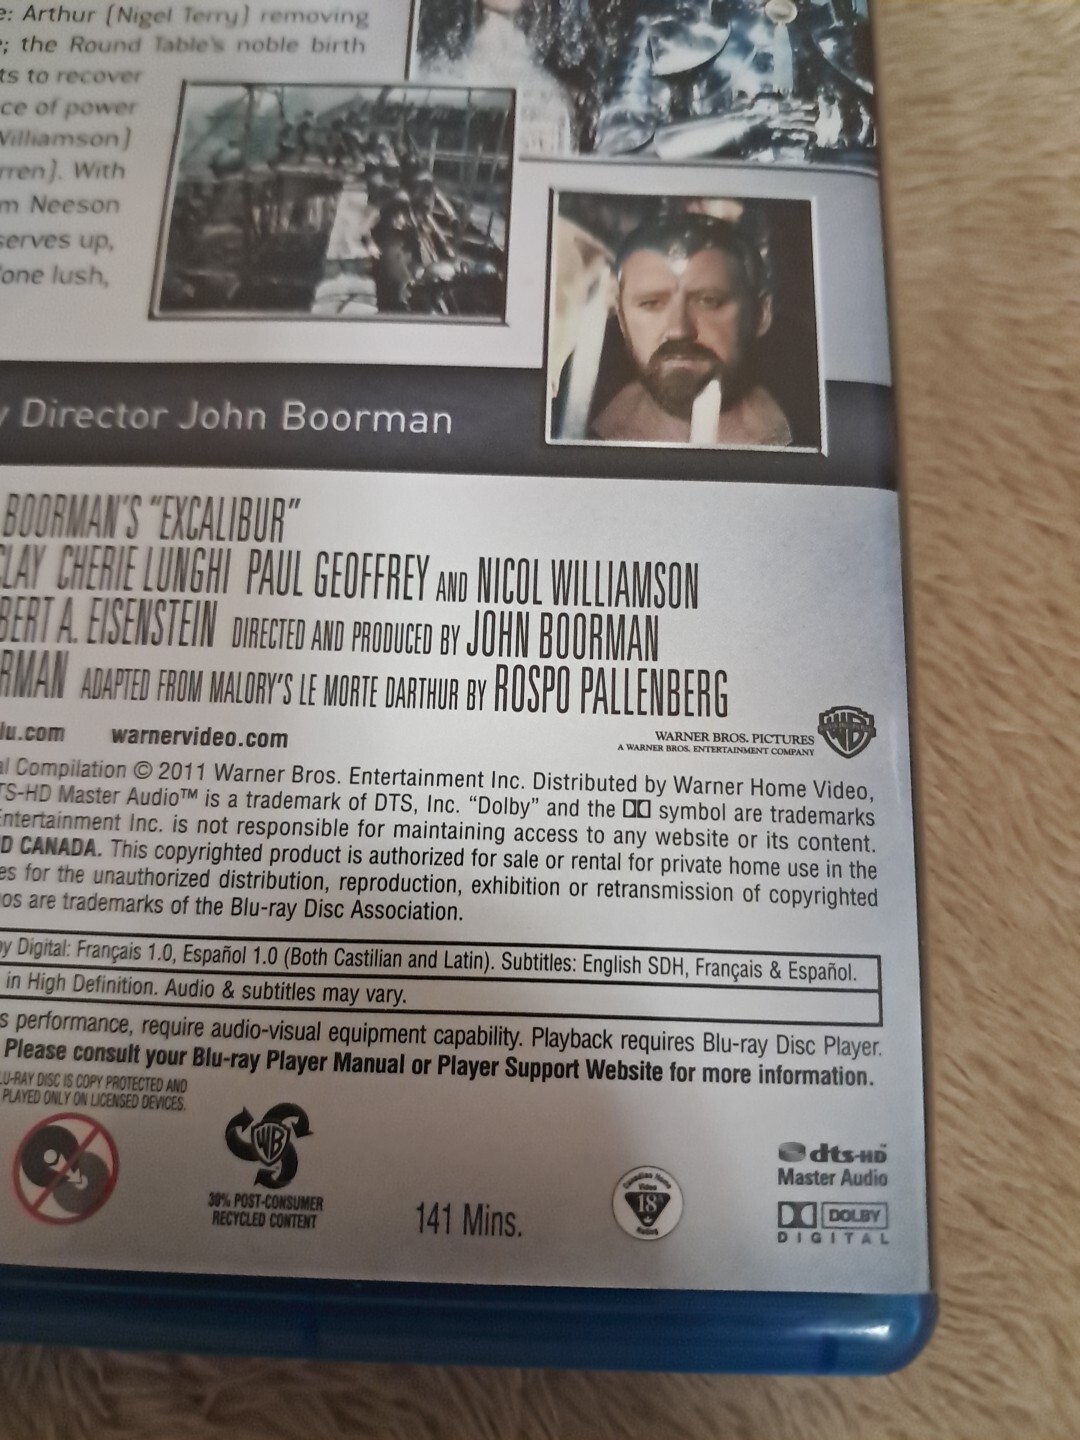 e: Arthur (Nigel Terry) removing
; the Round Table's noble birth
ts to recover
ce of power
Williamson)
rren). With
m Neeson
serves up,
one lush,
Director John Boorman
BOORMAN'S "EXCALIBUR"
CLAY CHERIE LUNGHI PAUL GEOFFREY AND NICOL WILLIAMSON
BERT A. EISENSTEIN DIRECTED AND PRODUCED BY JOHN BOORMAN
RMAN ADAPTED FROM MALORY'S LE MORTE DARTHUR BY ROSPO PALLENBERG
lu.com warnervideo.com
WARNER BROS. PICTURES
A WARNER BROS. ENTERTAINMENT COMPANY
al Compilation © 2011 Warner Bros. Entertainment Inc. Distributed by Warner Home Video,
TS-HD Master Audio™ is a trademark of DTS, Inc. "Dolby" and the symbol are trademarks
Entertainment Inc. is not responsible for maintaining access to any website or its content.
D CANADA. This copyrighted product is authorized for sale or rental for private home use in the
es for the unauthorized distribution, reproduction, exhibition or retransmission of copyrighted
os are trademarks of the Blu-ray Disc Association.
by Digital: Français 1.0, Español 1.0 (Both Castilian and Latin). Subtitles: English SDH, Français & Español.
in High Definition. Audio & subtitles may vary.
s performance, require audio-visual equipment capability. Playback requires Blu-ray Disc Player.
Please consult your Blu-ray Player Manual or Player Support Website for more information.
LU-RAY DISC IS COPY PROTECTED AND
PLAYED ONLY ON LICENSED DEVICES.
WB
30% POST-CONSUMER
RECYCLED CONTENT
141 Mins.
Canadian Home
Video
18A
Rating
dts-HD™
Master Audio
DOLBY
DIGITAL